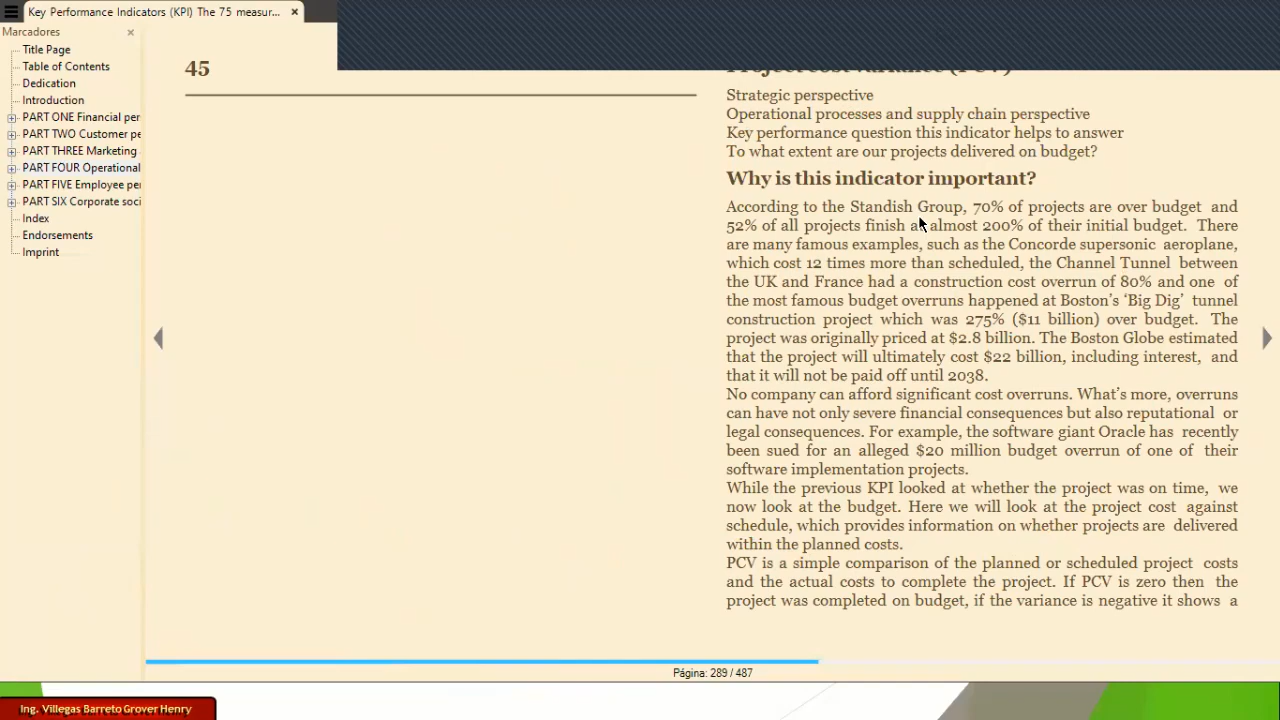 Key Performance Indicators (KPI) The 75 measur... ×
Marcadores ×
Title Page
Table of Contents
Dedication
Introduction
PART ONE Financial per
PART TWO Customer pe
PART THREE Marketing
PART FOUR Operational
PART FIVE Employee per
PART SIX Corporate soci
Index
Endorsements
Imprint
45
Project cost variance (PCV)
Strategic perspective
Operational processes and supply chain perspective
Key performance question this indicator helps to answer
To what extent are our projects delivered on budget?
Why is this indicator important?
According to the Standish Group, 70% of projects are over budget and
52% of all projects finish at almost 200% of their initial budget. There
are many famous examples, such as the Concorde supersonic aeroplane,
which cost 12 times more than scheduled, the Channel Tunnel between
the UK and France had a construction cost overrun of 80% and one of
the most famous budget overruns happened at Boston's ‘Big Dig’ tunnel
construction project which was 275% ($11 billion) over budget. The
project was originally priced at $2.8 billion. The Boston Globe estimated
that the project will ultimately cost $22 billion, including interest, and
that it will not be paid off until 2038.
No company can afford significant cost overruns. What's more, overruns
can have not only severe financial consequences but also reputational or
legal consequences. For example, the software giant Oracle has recently
been sued for an alleged $20 million budget overrun of one of their
software implementation projects.
While the previous KPI looked at whether the project was on time, we
now look at the budget. Here we will look at the project cost against
schedule, which provides information on whether projects are delivered
within the planned costs.
PCV is a simple comparison of the planned or scheduled project costs
and the actual costs to complete the project. If PCV is zero then the
project was completed on budget, if the variance is negative it shows a
Página: 289 / 487
Ing. Villegas Barreto Grover Henry